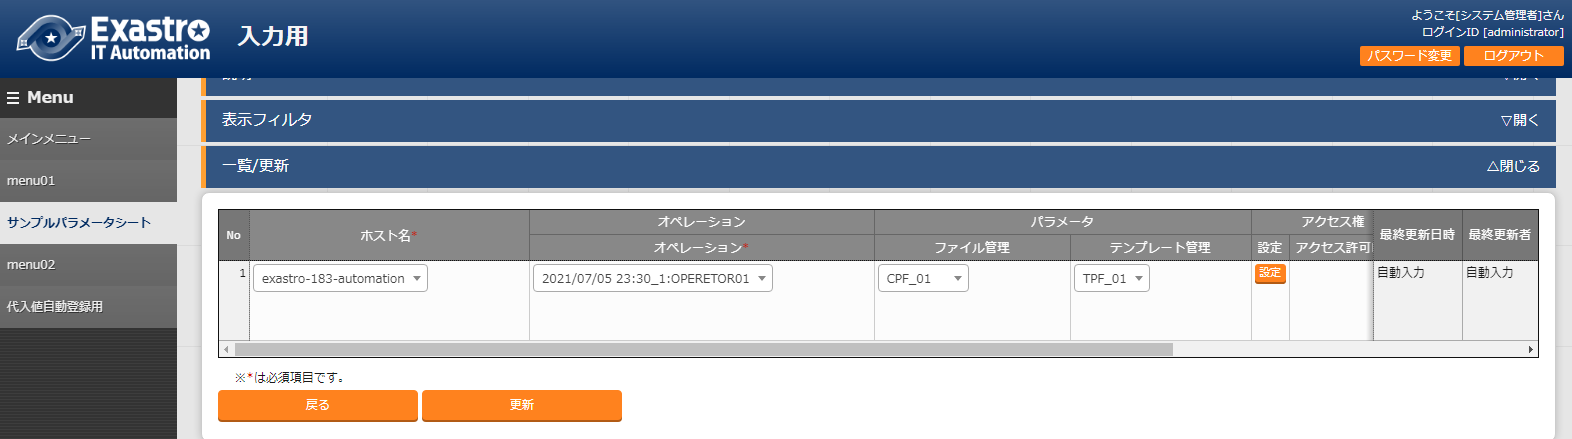 Exastro
IT Automation
入力用
ようこそ[システム管理者]さん
ログインID [administrator]
パスワード変更 ログアウト
Menu
メインメニュー
menu01
サンプルパラメータシート
menu02
代入値自動登録用
表示フィルタ ▽開く
一覧/更新 △閉じる
No ホスト名* オペレーション パラメータ アクセス権 最終更新日時 最終更新者
オペレーション* ファイル管理 テンプレート管理 設定 アクセス許可
1 exastro-183-automation 2021/07/05 23:30_1:OPERETOR01 CPF_01 TPF_01 設定 自動入力 自動入力
※*は必須項目です。
戻る 更新